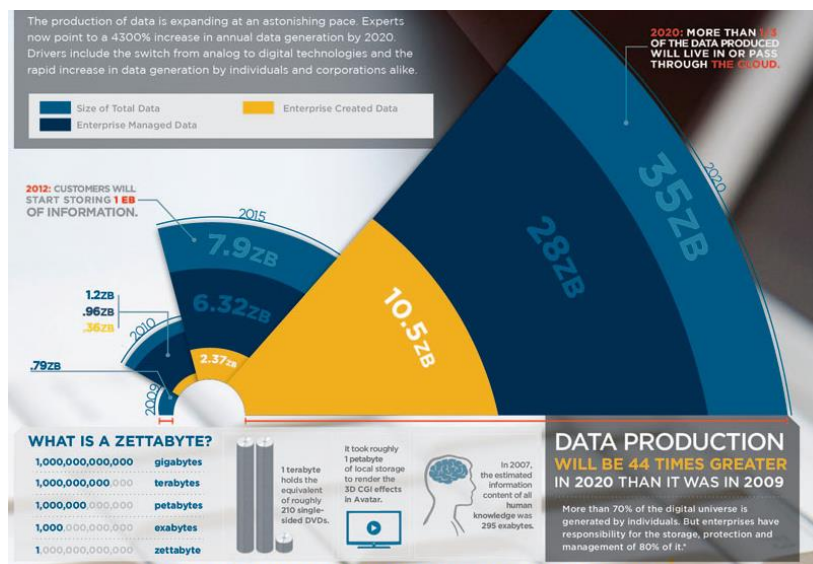 The production of data is expanding at an astonishing pace. Experts
now point to a 4300% increase in annual data generation by 2020.
Drivers include the switch from analog to digital technologies and the
rapid increase in data generation by individuals and corporations alike.
Size of Total Data
Enterprise Created Data
Enterprise Managed Data
2020: MORE THAN 1/3
OF THE DATA PRODUCED
WILL LIVE IN OR PASS
THROUGH THE CLOUD.
2012: CUSTOMERS WILL
START STORING 1 EB
OF INFORMATION.
2015
7.9ZB
6.32ZB
2.37ZB
2020
35ZB
28ZB
10.5ZB
1.2ZB
.96ZB
.36ZB
2010
.79ZB
2009
WHAT IS A ZETTABYTE?
1,000,000,000,000 gigabytes
1,000,000,000,000 terabytes
1,000,000,000,000 petabytes
1,000,000,000,000 exabytes
1,000,000,000,000 zettabyte
1 terabyte
holds the
equivalent
of roughly
210 single-
sided DVDs.
It took roughly
1 petabyte
of local storage
to render the
3D CGI effects
in Avatar.
In 2007,
the estimated
information
content of all
human
knowledge was
295 exabytes.
DATA PRODUCTION
WILL BE 44 TIMES GREATER
IN 2020 THAN IT WAS IN 2009
More than 70% of the digital universe is
generated by individuals. But enterprises have
responsibility for the storage, protection and
management of 80% of it.*